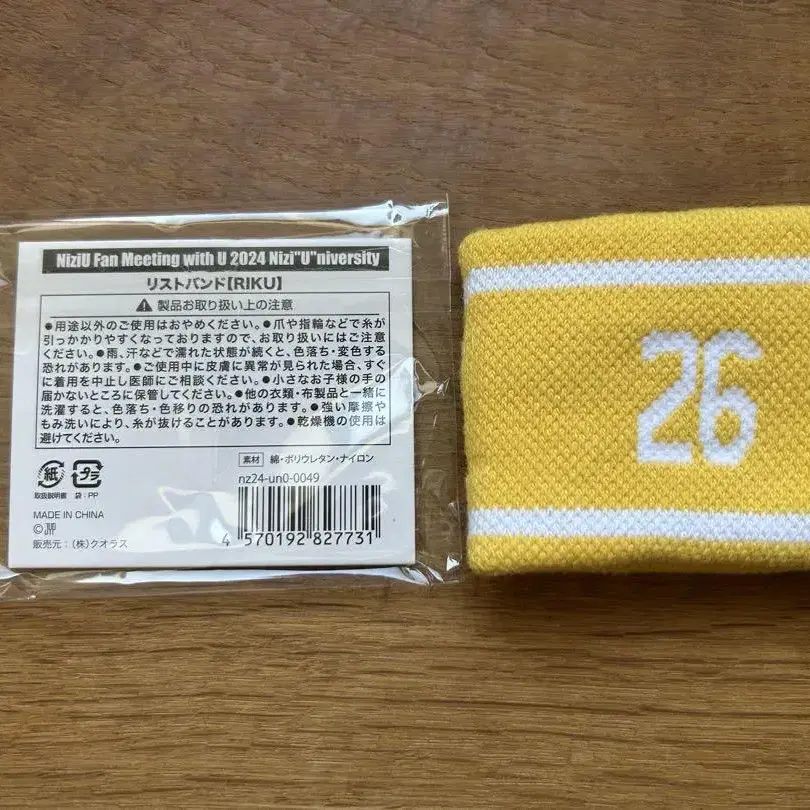 NiziU Fan Meeting with U 2024 Nizi"U"niversity
リストバンド【RIKU】
製品お取り扱い上の注意
●用途以外のご使用はおやめください。●爪や指輪などで糸が
引っかかりやすくなっておりますので、お取り扱いにはご注意
ください。●雨、汗などで濡れた状態が続くと、色落ち・変色する
恐れがあります。●ご使用中に皮膚に異常が見られた場合、すぐ
に着用を中止し医師にご相談ください。●小さなお子様の手の
届かないところに保管してください。●他の衣類・布製品と一緒に
洗濯すると、色落ち・色移りの恐れがあります。●強い摩擦や
もみ洗いにより、糸が抜けることがあります。●乾燥機の使用は
避けてください。
紙 プラ
取扱説明書 袋:PP
素材 綿・ポリウレタン・ナイロン
nz24-un0-0049
MADE IN CHINA
©JYP
販売元:(株)クオラス
4 570192 827731
26